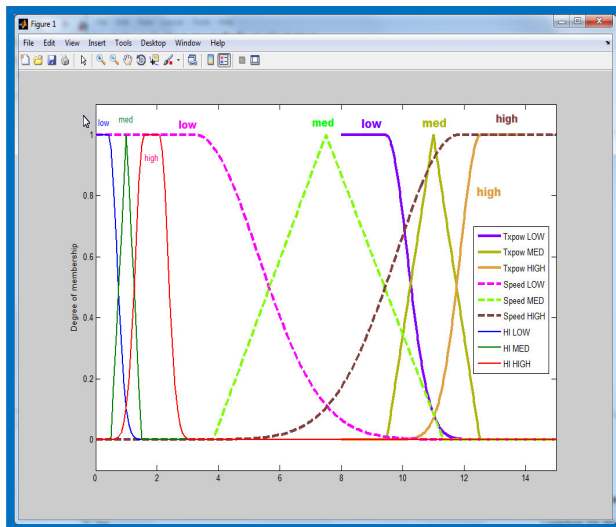 Figure 1
File Edit View Insert Tools Desktop Window Help
low
med
high
low
med
low
med
high
high
1
0.8
0.6
0.4
0.2
0
Degree of membership
0 2 4 6 8 10 12 14
Txpow LOW
Txpow MED
Txpow HIGH
Speed LOW
Speed MED
Speed HIGH
HI LOW
HI MED
HI HIGH